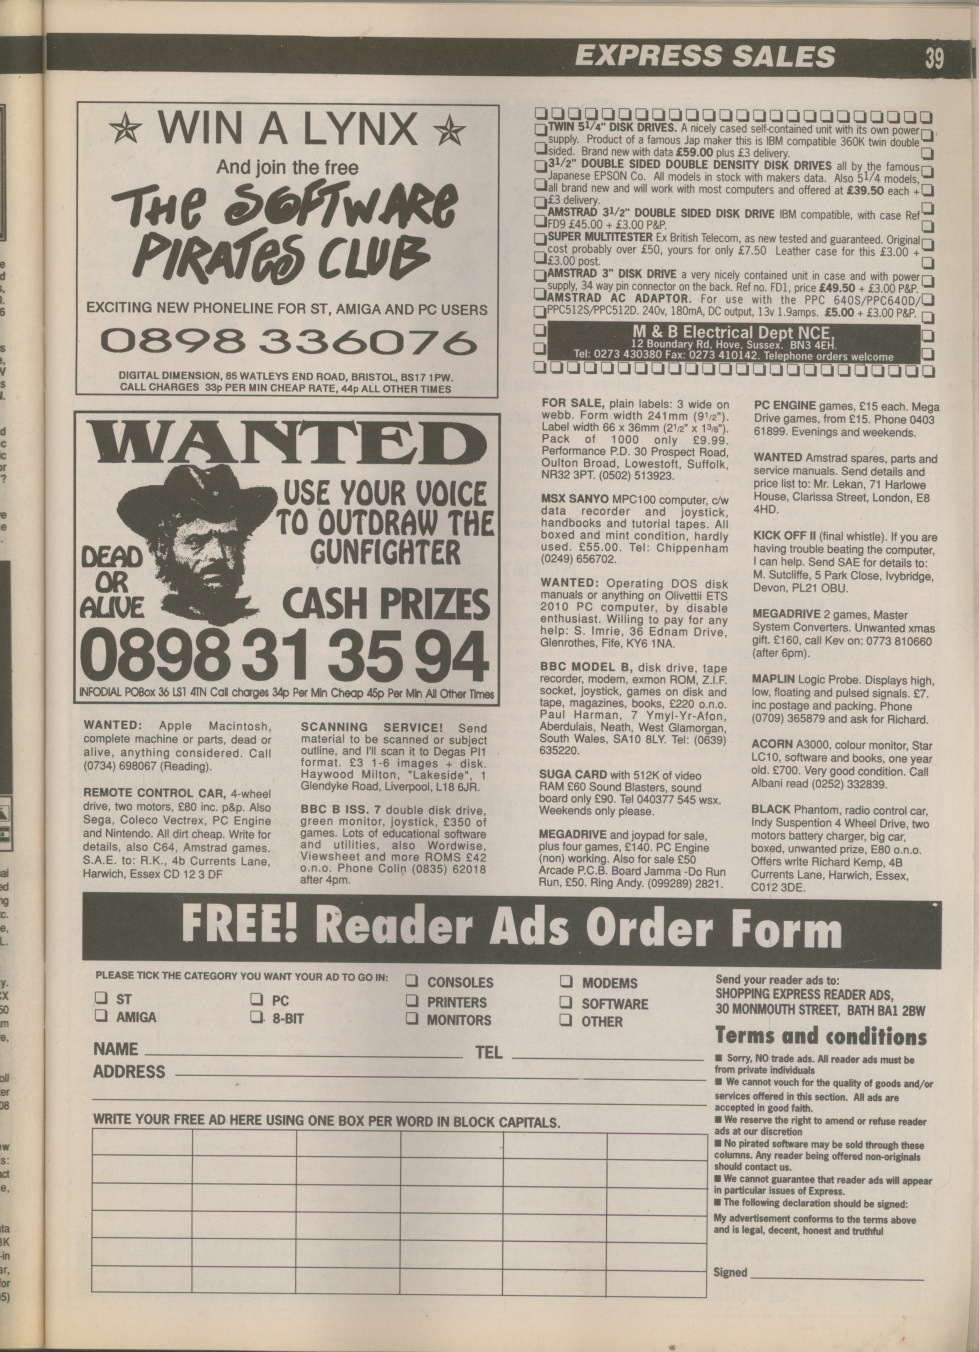 EXPRESS SALES 39
WIN A LYNX
And join the free
THE SOFTWARE
PIRATES CLUB
EXCITING NEW PHONELINE FOR ST, AMIGA AND PC USERS
0898 336076
DIGITAL DIMENSION, 85 WATLEYS END ROAD, BRISTOL, BS17 1PW.
CALL CHARGES 33p PER MIN CHEAP RATE, 44p ALL OTHER TIMES
WANTED
USE YOUR VOICE
TO OUTDRAW THE
GUNFIGHTER
DEAD
OR
ALIVE
CASH PRIZES
0898 31 35 94
INFODIAL POBox 36 LS1 4TN Call charges 34p Per Min Cheap 45p Per Min All Other Times
WANTED: Apple Macintosh,
complete machine or parts, dead or
alive, anything considered. Call
(0734) 698067 (Reading).
REMOTE CONTROL CAR, 4-wheel
drive, two motors, £80 inc. p&p. Also
Sega, Coleco Vectrex, PC Engine
and Nintendo. All dirt cheap. Write for
details, also C64, Amstrad games.
S.A.E. to: R.K., 4b Currents Lane,
Harwich, Essex CD 12 3 DF
SCANNING SERVICE! Send
material to be scanned or subject
outline, and I'll scan it to Degas PI1
format. £3 1-6 images + disk.
Haywood Milton, "Lakeside", 1
Glendyke Road, Liverpool, L18 6JR.
BBC B ISS. 7 double disk drive,
green monitor, joystick, £350 of
games. Lots of educational software
and utilities, also Wordwise,
Viewsheet and more ROMS £42
o.n.o. Phone Colin (0835) 62018
after 4pm.
TWIN 5 1/4" DISK DRIVES. A nicely cased self-contained unit with its own power
supply. Product of a famous Jap maker this is IBM compatible 360K twin double
sided. Brand new with data £59.00 plus £3 delivery.
3 1/2" DOUBLE SIDED DOUBLE DENSITY DISK DRIVES all by the famous
Japanese EPSON Co. All models in stock with makers data. Also 5 1/4 models,
all brand new and will work with most computers and offered at £39.50 each +
£3 delivery.
AMSTRAD 3 1/2" DOUBLE SIDED DISK DRIVE IBM compatible, with case Ref
FD9 £45.00 + £3.00 P&P.
SUPER MULTITESTER Ex British Telecom, as new tested and guaranteed. Original
cost probably over £50, yours for only £7.50 Leather case for this £3.00 +
£3.00 post.
AMSTRAD 3" DISK DRIVE a very nicely contained unit in case and with power
supply, 34 way pin connector on the back. Ref no. FD1, price £49.50 + £3.00 P&P.
AMSTRAD AC ADAPTOR. For use with the PPC 640S/PPC640D/
PPC512S/PPC512D. 240v, 180mA, DC output, 13v 1.9amps. £5.00 + £3.00 P&P.
M & B Electrical Dept NCE,
12 Boundary Rd, Hove, Sussex. BN3 4EH.
Tel: 0273 430380 Fax: 0273 410142. Telephone orders welcome
FOR SALE, plain labels: 3 wide on
webb. Form width 241mm (9 1/2").
Label width 66 x 36mm (2 1/2" x 1 3/8").
Pack of 1000 only £9.99.
Performance P.D. 30 Prospect Road,
Oulton Broad, Lowestoft, Suffolk,
NR32 3PT. (0502) 513923.
MSX SANYO MPC100 computer, c/w
data recorder and joystick,
handbooks and tutorial tapes. All
boxed and mint condition, hardly
used. £55.00. Tel: Chippenham
(0249) 656702.
WANTED: Operating DOS disk
manuals or anything on Olivettii ETS
2010 PC computer, by disable
enthusiast. Willing to pay for any
help: S. Imrie, 36 Ednam Drive,
Glenrothes, Fife, KY6 1NA.
BBC MODEL B, disk drive, tape
recorder, modem, exmon ROM, Z.I.F.
socket, joystick, games on disk and
tape, magazines, books, £220 o.n.o.
Paul Harman, 7 Ymyl-Yr-Afon,
Aberdulais, Neath, West Glamorgan,
South Wales, SA10 8LY. Tel: (0639)
635220.
SUGA CARD with 512K of video
RAM £60 Sound Blasters, sound
board only £90. Tel 040377 545 wsx.
Weekends only please.
MEGADRIVE and joypad for sale,
plus four games, £140. PC Engine
(non) working. Also for sale £50
Arcade P.C.B. Board Jamma -Do Run
Run, £50. Ring Andy. (099289) 2821.
PC ENGINE games, £15 each. Mega
Drive games, from £15. Phone 0403
61899. Evenings and weekends.
WANTED Amstrad spares, parts and
service manuals. Send details and
price list to: Mr. Lekan, 71 Harlowe
House, Clarissa Street, London, E8
4HD.
KICK OFF II (final whistle). If you are
having trouble beating the computer,
I can help. Send SAE for details to:
M. Sutcliffe, 5 Park Close, Ivybridge,
Devon, PL21 OBU.
MEGADRIVE 2 games, Master
System Converters. Unwanted xmas
gift. £160, call Kev on: 0773 810660
(after 6pm).
MAPLIN Logic Probe. Displays high,
low, floating and pulsed signals. £7.
inc postage and packing. Phone
(0709) 365879 and ask for Richard.
ACORN A3000, colour monitor, Star
LC10, software and books, one year
old. £700. Very good condition. Call
Albani read (0252) 332839.
BLACK Phantom, radio control car,
Indy Suspention 4 Wheel Drive, two
motors battery charger, big car,
boxed, unwanted prize, E80 o.n.o.
Offers write Richard Kemp, 4B
Currents Lane, Harwich, Essex,
C012 3DE.
FREE! Reader Ads Order Form
PLEASE TICK THE CATEGORY YOU WANT YOUR AD TO GO IN:
ST
AMIGA
PC
8-BIT
CONSOLES
PRINTERS
MONITORS
MODEMS
SOFTWARE
OTHER
NAME TEL
ADDRESS
WRITE YOUR FREE AD HERE USING ONE BOX PER WORD IN BLOCK CAPITALS.
Send your reader ads to:
SHOPPING EXPRESS READER ADS,
30 MONMOUTH STREET, BATH BA1 2BW
Terms and conditions
■ Sorry, NO trade ads. All reader ads must be
from private individuals
■ We cannot vouch for the quality of goods and/or
services offered in this section. All ads are
accepted in good faith.
■ We reserve the right to amend or refuse reader
ads at our discretion
■ No pirated software may be sold through these
columns. Any reader being offered non-originals
should contact us.
■ We cannot guarantee that reader ads will appear
in particular issues of Express.
■ The following declaration should be signed:
My advertisement conforms to the terms above
and is legal, decent, honest and truthful
Signed